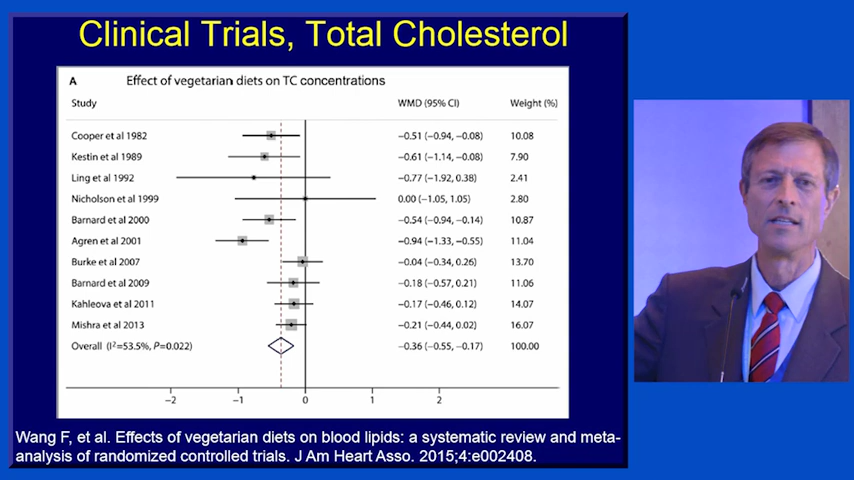 Clinical Trials, Total Cholesterol
A Effect of vegetarian diets on TC concentrations
Study WMD (95% CI) Weight (%)
Cooper et al 1982 −0.51 (−0.94, −0.08) 10.08
Kestin et al 1989 −0.61 (−1.14, −0.08) 7.90
Ling et al 1992 −0.77 (−1.92, 0.38) 2.41
Nicholson et al 1999 0.00 (−1.05, 1.05) 2.80
Barnard et al 2000 −0.54 (−0.94, −0.14) 10.87
Agren et al 2001 −0.94 (−1.33, −0.55) 11.04
Burke et al 2007 −0.04 (−0.34, 0.26) 13.70
Barnard et al 2009 −0.18 (−0.57, 0.21) 11.06
Kahleova et al 2011 −0.17 (−0.46, 0.12) 14.07
Mishra et al 2013 −0.21 (−0.44, 0.02) 16.07
Overall (I²=53.5%, P=0.022) −0.36 (−0.55, −0.17) 100.00
−2 −1 0 1 2
Wang F, et al. Effects of vegetarian diets on blood lipids: a systematic review and meta-
analysis of randomized controlled trials. J Am Heart Asso. 2015;4:e002408.